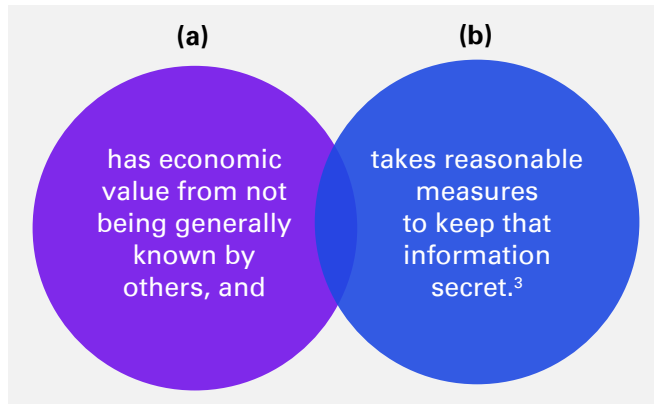 (a)
has economic
value from not
being generally
known by
others, and
(b)
takes reasonable
measures
to keep that
information
secret.³